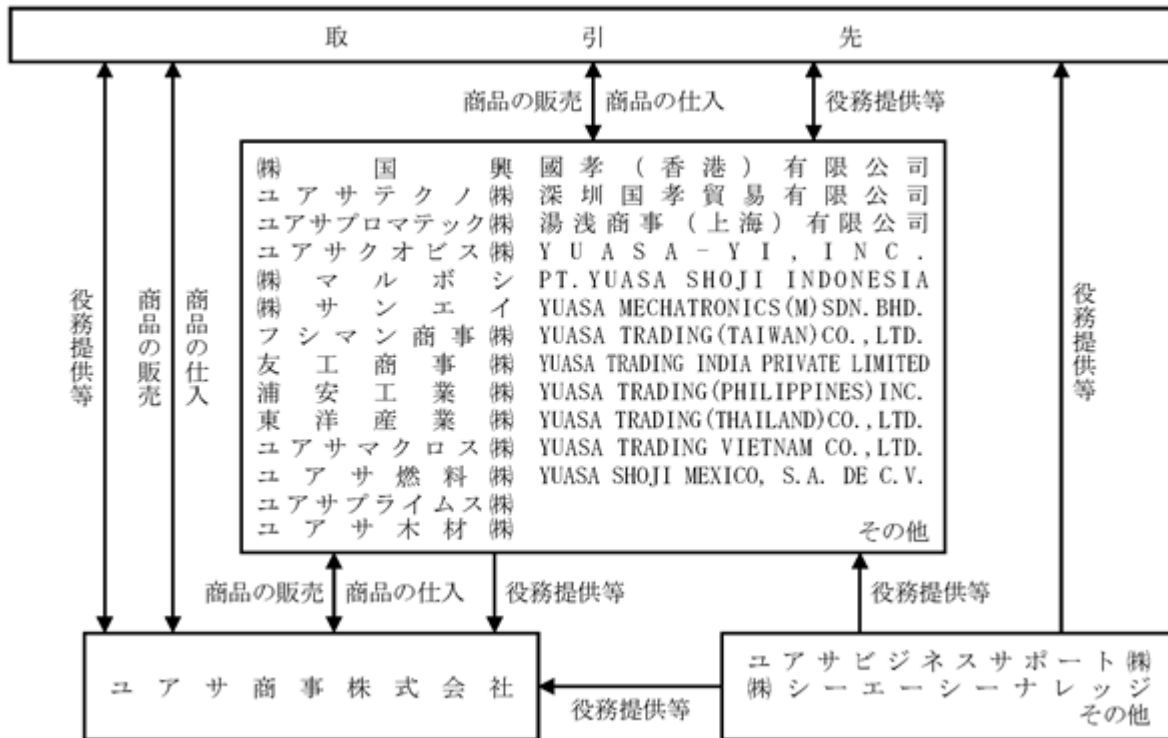 取引先
商品の販売 商品の仕入 役務提供等
㈱国興 國孝(香港)有限公司
ユアサテクノ㈱ 深圳国孝貿易有限公司
ユアサプロマテック㈱ 湯浅商事(上海)有限公司
ユアサクオビス㈱ YUASA-YI, INC.
㈱マルボシ PT.YUASA SHOJI INDONESIA
㈱サンエイ YUASA MECHATRONICS(M)SDN.BHD.
フシマン商事㈱ YUASA TRADING(TAIWAN)CO.,LTD.
友工商事㈱ YUASA TRADING INDIA PRIVATE LIMITED
浦安工業㈱ YUASA TRADING(PHILIPPINES)INC.
東洋産業㈱ YUASA TRADING(THAILAND)CO.,LTD.
ユアサマクロス㈱ YUASA TRADING VIETNAM CO.,LTD.
ユアサ燃料㈱ YUASA SHOJI MEXICO, S.A. DE C.V.
ユアサプライムス㈱
ユアサ木材㈱ その他
役務提供等
商品の販売
商品の仕入
役務提供等
商品の販売 商品の仕入 役務提供等 役務提供等
ユアサ商事株式会社
役務提供等
ユアサビジネスサポート㈱
㈱シーエーシーナレッジ
その他